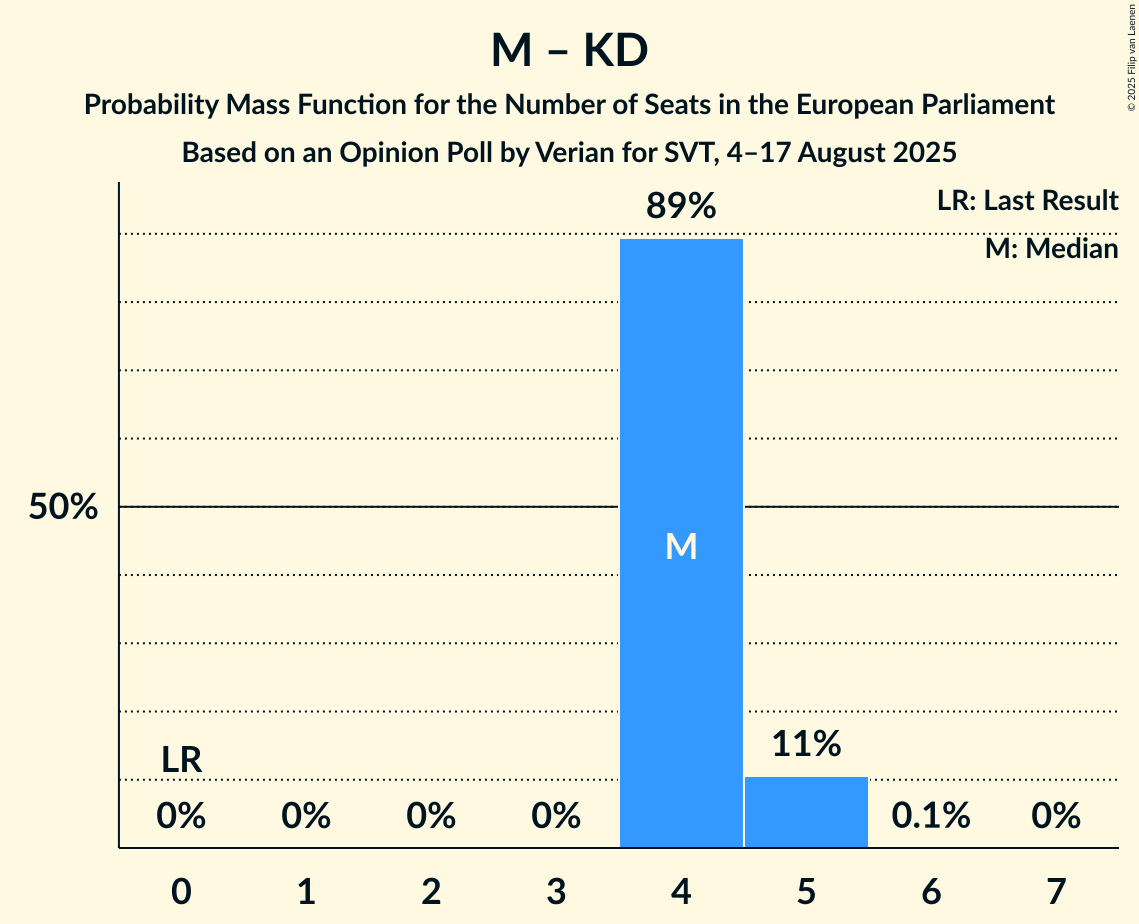 M – KD
Probability Mass Function for the Number of Seats in the European Parliament
Based on an Opinion Poll by Verian for SVT, 4–17 August 2025
© 2025 Filip van Laenen
LR: Last Result
M: Median
89%
50%
M
11%
LR
0% 0% 0% 0% 0.1% 0%
0 1 2 3 4 5 6 7